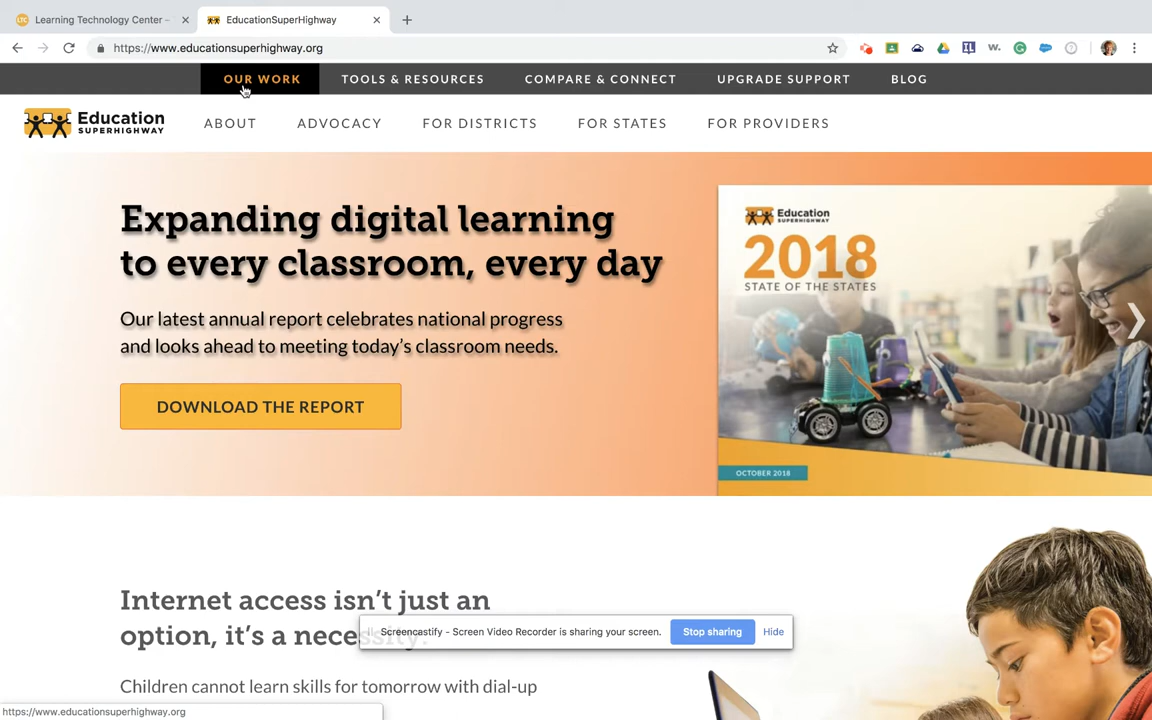 Learning Technology Center –
EducationSuperHighway
https://www.educationsuperhighway.org
OUR WORK TOOLS & RESOURCES COMPARE & CONNECT UPGRADE SUPPORT BLOG
Education
SUPERHIGHWAY
ABOUT ADVOCACY FOR DISTRICTS FOR STATES FOR PROVIDERS
Expanding digital learning
to every classroom, every day
Our latest annual report celebrates national progress
and looks ahead to meeting today's classroom needs.
DOWNLOAD THE REPORT
Education
SUPERHIGHWAY
2018
STATE OF THE STATES
OCTOBER 2018
Internet access isn't just an
option, it's a necessity.
Screencastify - Screen Video Recorder is sharing your screen. Stop sharing Hide
Children cannot learn skills for tomorrow with dial-up
https://www.educationsuperhighway.org